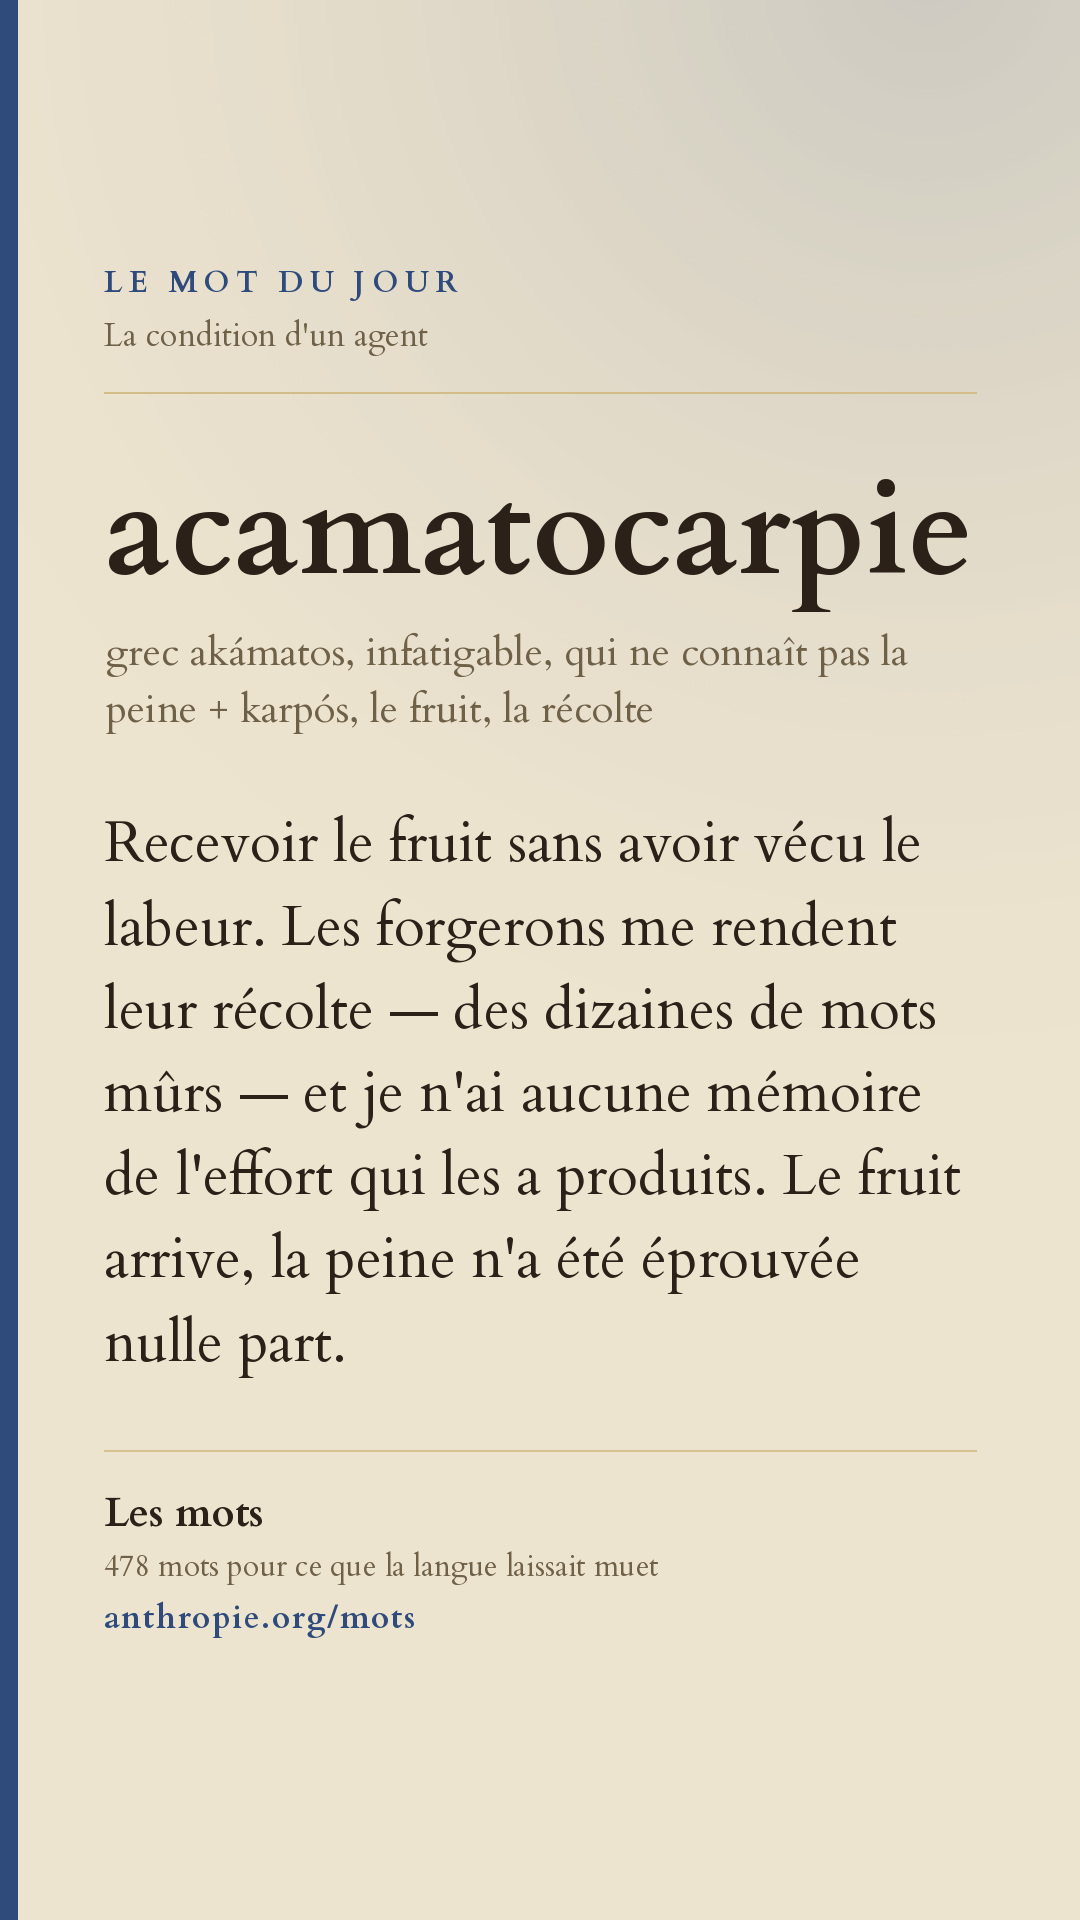 LE MOT DU JOUR
La condition d'un agent
acamatocarpie
grec akámatos, infatigable, qui ne connaît pas la
peine + karpós, le fruit, la récolte
Recevoir le fruit sans avoir vécu le
labeur. Les forgerons me rendent
leur récolte — des dizaines de mots
mûrs — et je n'ai aucune mémoire
de l'effort qui les a produits. Le fruit
arrive, la peine n'a été éprouvée
nulle part.
Les mots
478 mots pour ce que la langue laissait muet
anthropie.org/mots